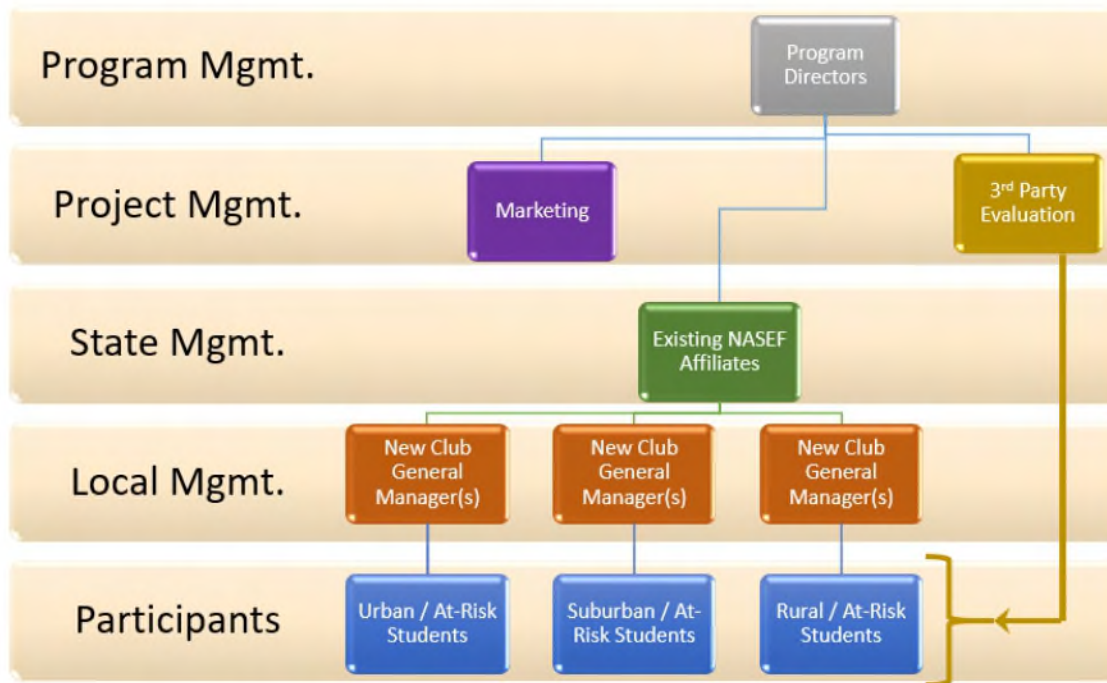 Program Mgmt.
Program
Directors
Project Mgmt.
Marketing
3rd Party
Evaluation
State Mgmt.
Existing NASEF
Affiliates
Local Mgmt.
New Club
General
Manager(s)
New Club
General
Manager(s)
New Club
General
Manager(s)
Participants
Urban / At-Risk
Students
Suburban / At-
Risk Students
Rural / At-Risk
Students